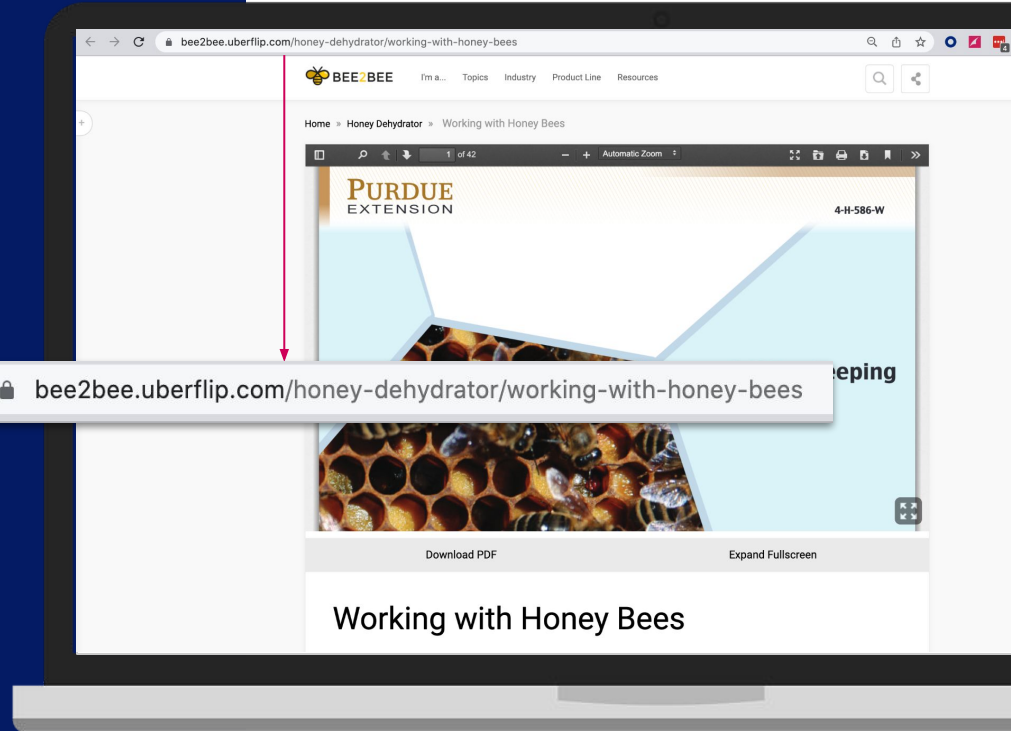 bee2bee.uberflip.com/honey-dehydrator/working-with-honey-bees
4
BEE2BEE I'm a... Topics Industry Product Line Resources
Home » Honey Dehydrator » Working with Honey Bees
1 of 42 Automatic Zoom
PURDUE
EXTENSION
4-H-586-W
eeping
bee2bee.uberflip.com/honey-dehydrator/working-with-honey-bees
Download PDF Expand Fullscreen
Working with Honey Bees